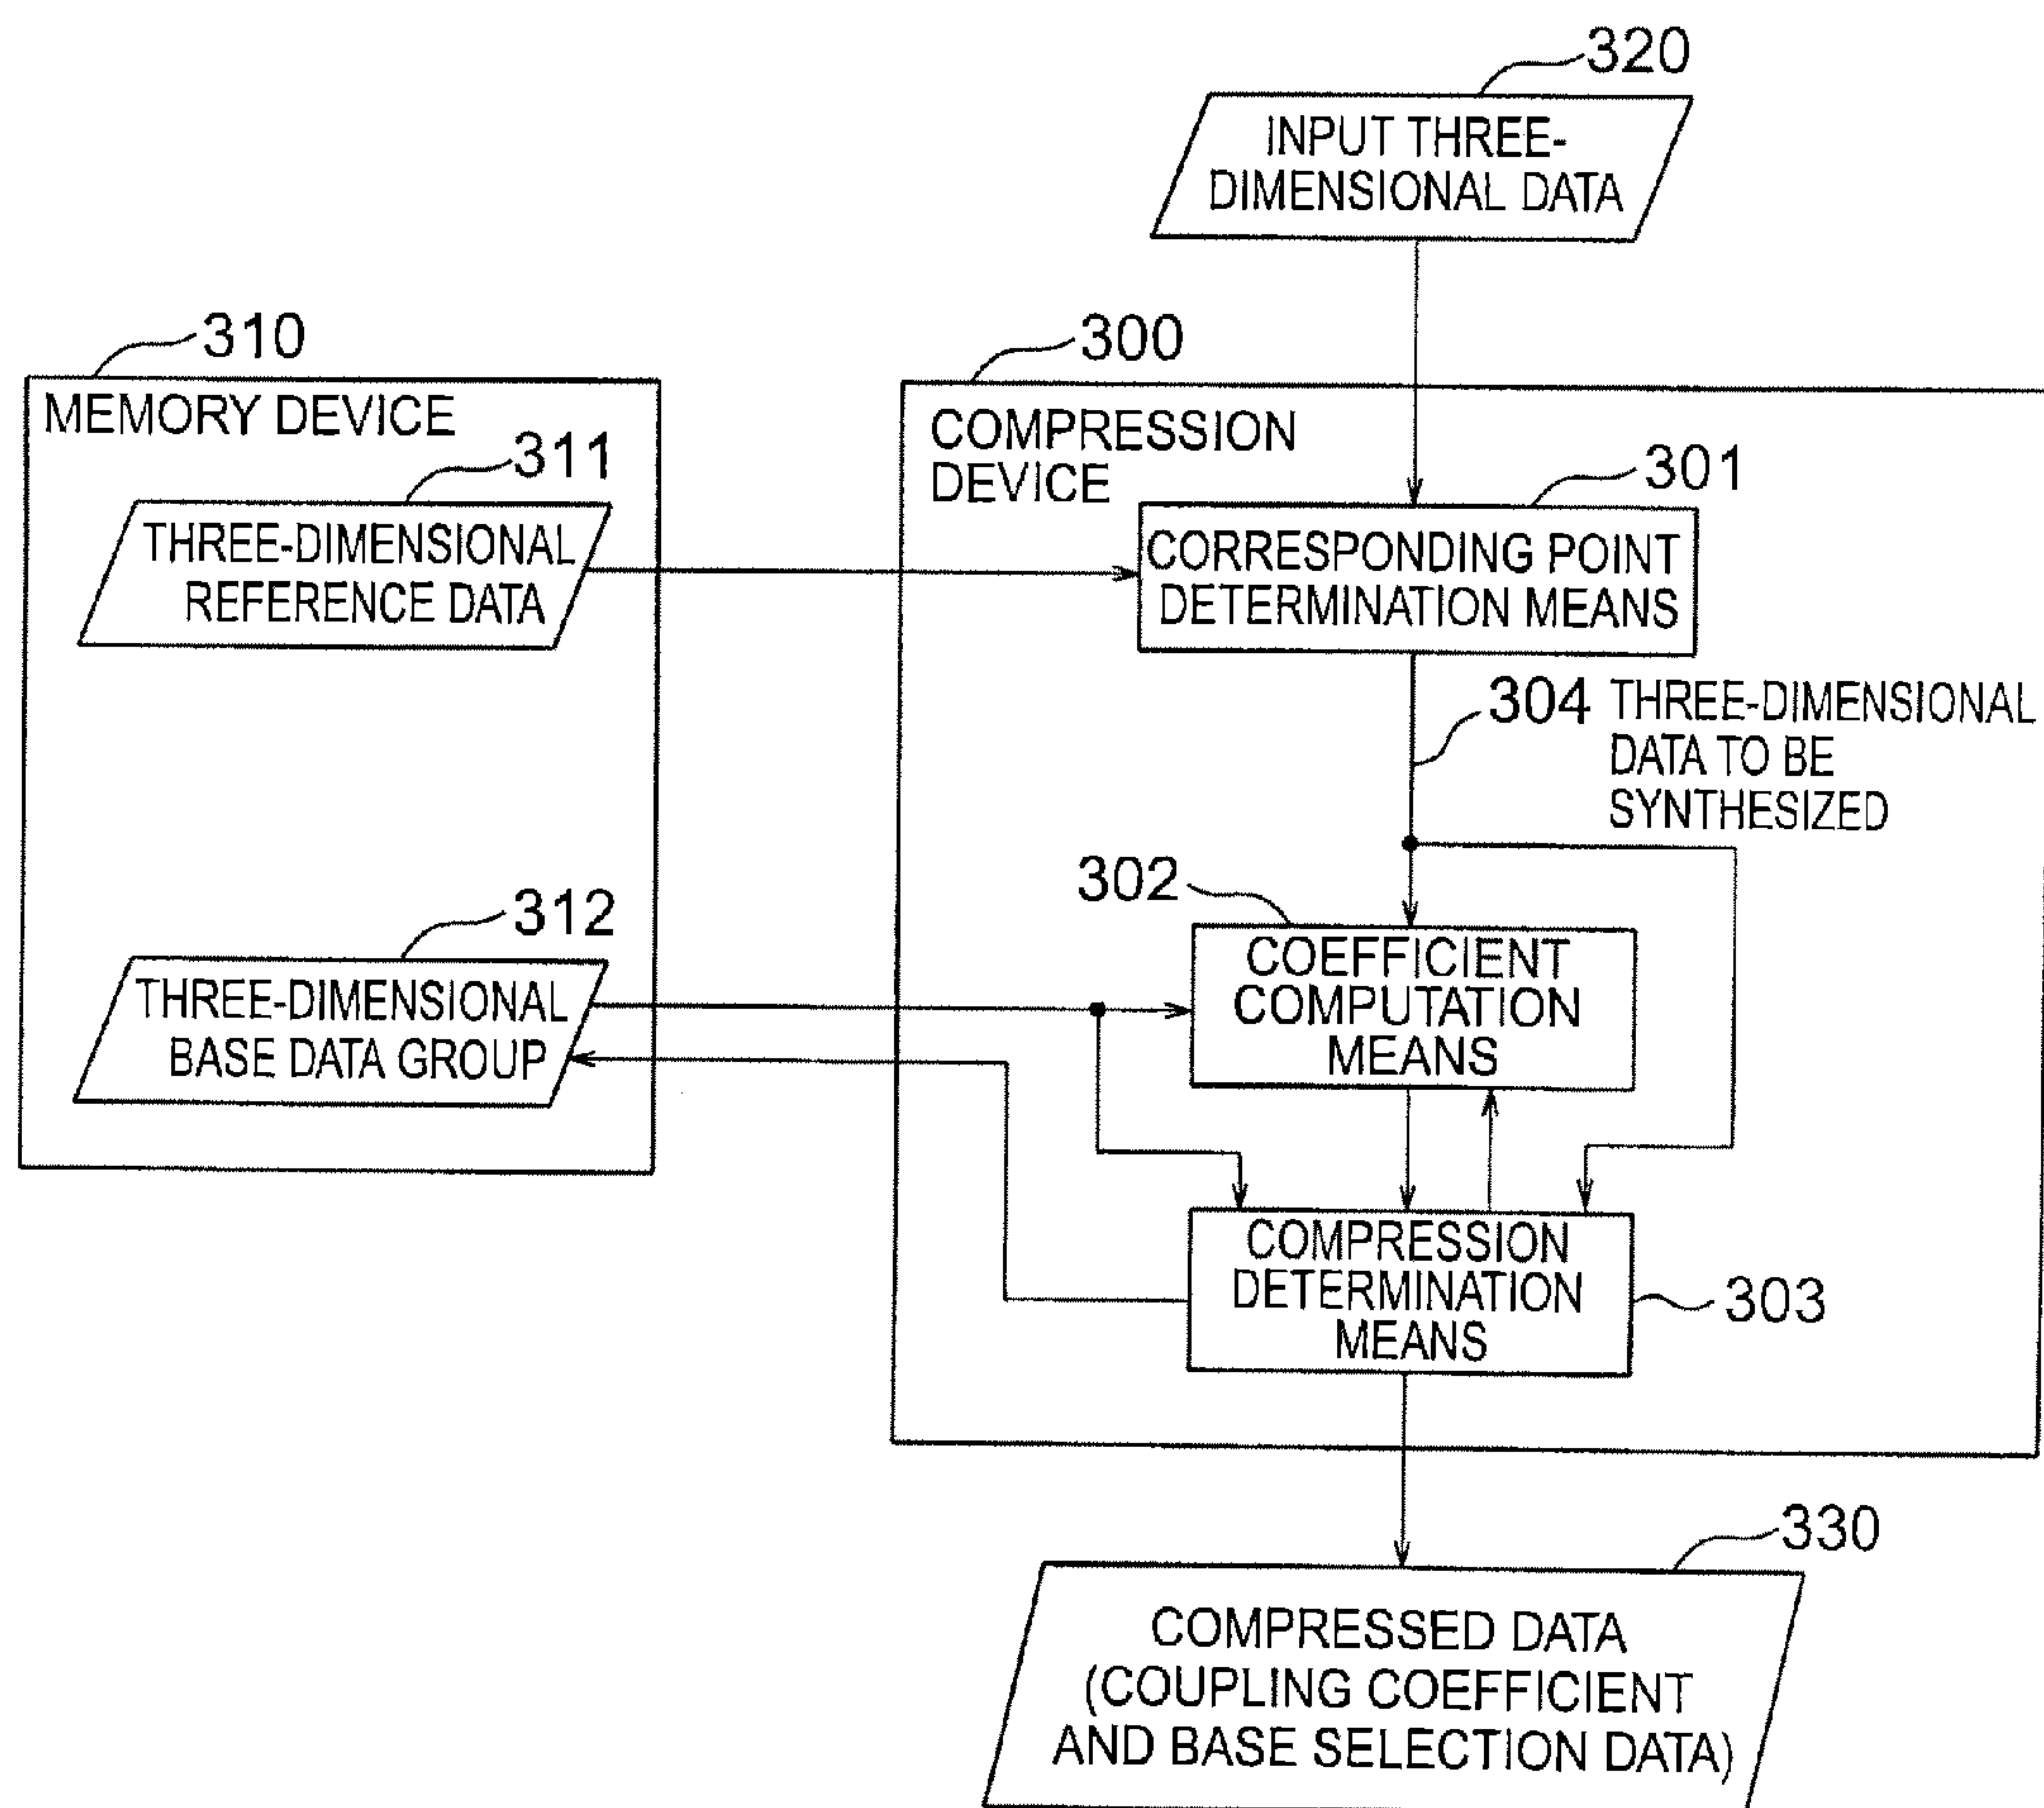 320
INPUT THREE-
DIMENSIONAL DATA
310
300
MEMORY DEVICE
COMPRESSION
DEVICE
311
301
THREE-DIMENSIONAL
REFERENCE DATA
CORRESPONDING POINT
DETERMINATION MEANS
304 THREE-DIMENSIONAL
DATA TO BE
SYNTHESIZED
302
312
COEFFICIENT
COMPUTATION
MEANS
THREE-DIMENSIONAL
BASE DATA GROUP
COMPRESSION
DETERMINATION
MEANS
303
330
COMPRESSED DATA
(COUPLING COEFFICIENT
AND BASE SELECTION DATA)